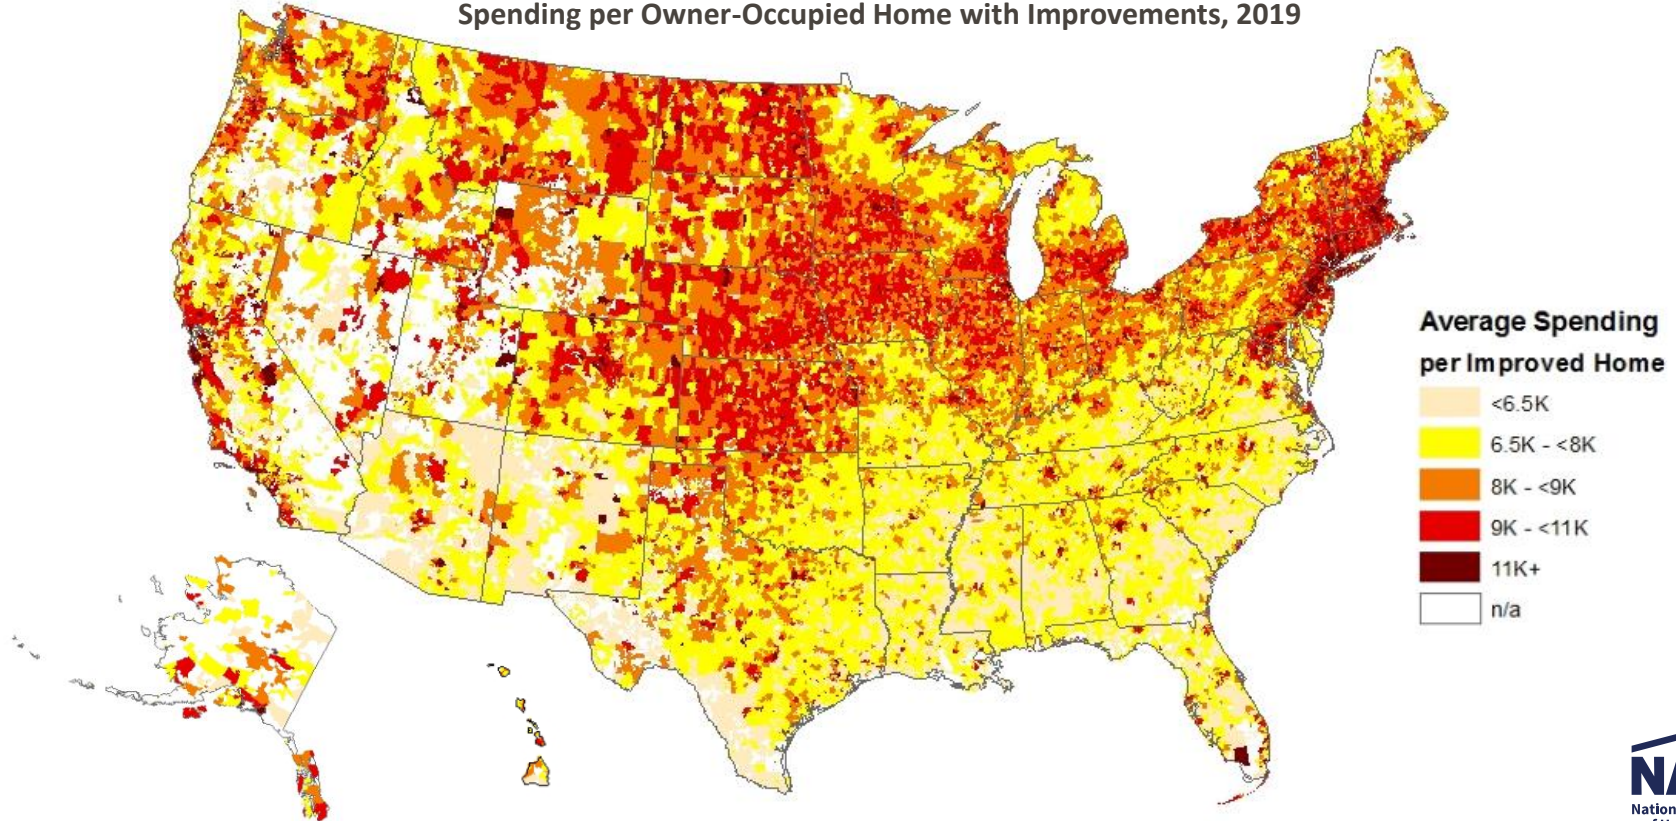 Spending per Owner-Occupied Home with Improvements, 2019
Average Spending
per Improved Home
<6.5K
6.5K - <8K
8K - <9K
9K - <11K
11K+
n/a